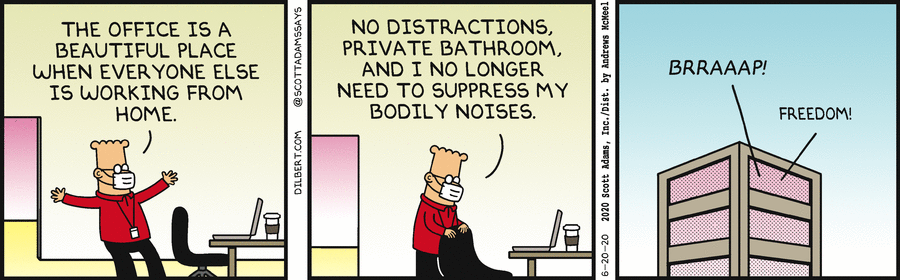 THE OFFICE IS A
BEAUTIFUL PLACE
WHEN EVERYONE ELSE
IS WORKING FROM
HOME.
DILBERT.COM @SCOTTADAMSSAYS
NO DISTRACTIONS,
PRIVATE BATHROOM,
AND I NO LONGER
NEED TO SUPPRESS MY
BODILY NOISES.
6-20-20 2020 Scott Adams, Inc./Dist. by Andrews McMeel
BRRAAAP!
FREEDOM!